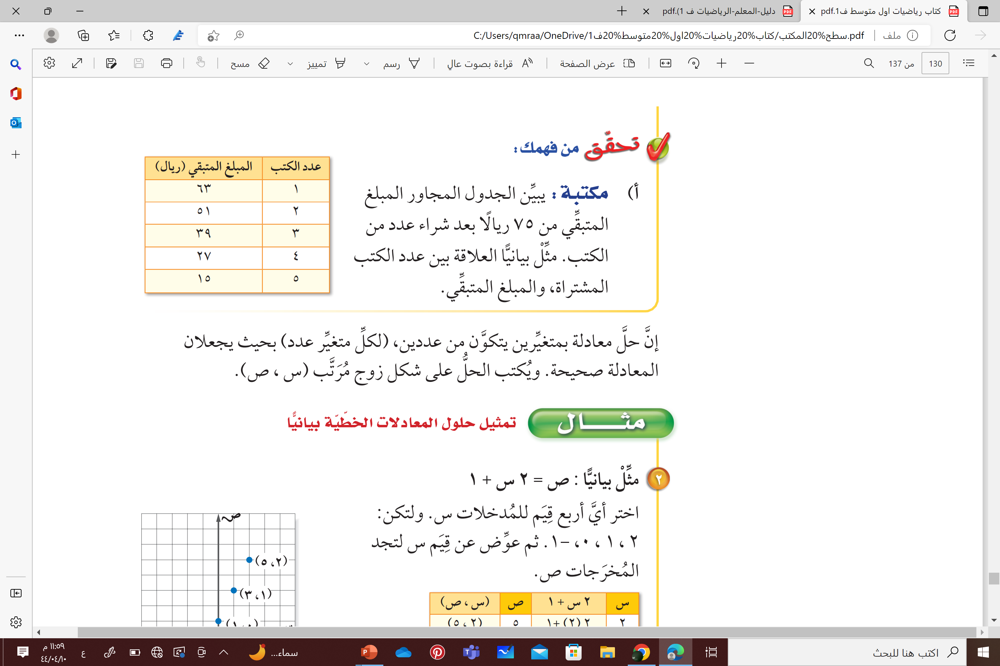 كتاب رياضيات اول متوسط ف1.pdf
دليل-المعلم-الرياضيات ف 1).pdf
ملف
C:/Users/qmraa/OneDrive/سطح%20المكتب/كتاب%20رياضيات%20اول%20متوسط%20ف1.pdf
130 من 137
عرض الصفحة
قراءة بصوت عالٍ
رسم
تمييز
مسح
تحقّق من فهمك:
أ) مكتبة: يبيِّن الجدول المجاور المبلغ
المتبقِّي من ٧٥ ريالًا بعد شراء عدد من
الكتب. مثِّلْ بيانيًّا العلاقة بين عدد الكتب
المشتراة، والمبلغ المتبقِّي.
عدد الكتب المبلغ المتبقي (ريال)
١ ٦٣
٢ ٥١
٣ ٣٩
٤ ٢٧
٥ ١٥
إنَّ حلَّ معادلة بمتغيِّرين يتكوَّن من عددين، (لكلِّ متغيِّر عدد) بحيث يجعلان
المعادلة صحيحة. ويُكتب الحلُّ على شكل زوج مُرَتَّب (س ، ص).
مثال تمثيل حلول المعادلات الخطّيّة بيانيًّا
٢ مثِّلْ بيانيًّا : ص = ٢ س + ١
اختر أيَّ أربع قِيَم للمُدخلات س. ولتكن:
٢ ، ١ ، ٠، −١. ثم عوِّض عن قِيَم س لتجد
المُخرَجات ص.
س ٢ س + ١ ص (س ، ص)
٢ ٢ (٢) +١ ٥ (٢ ، ٥)
ص
(٢، ٥)
(١، ٣)
(٠، ١)
اكتب هنا للبحث
سماء...
ع
١١:٥٩ م
٤٤/٠٤/١٠